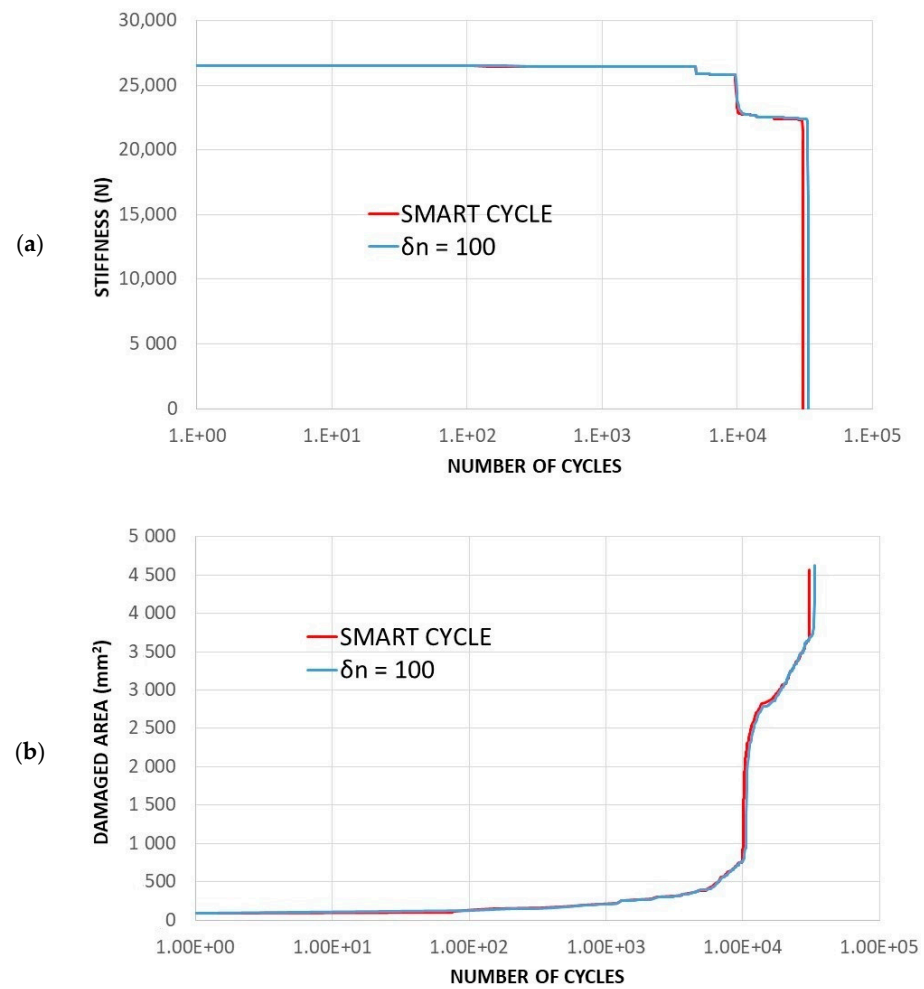 (a)
STIFFNESS (N)
30,000
25,000
20,000
15,000
10,000
5 000
0
SMART CYCLE
δn = 100
1.E+00 1.E+01 1.E+02 1.E+03 1.E+04 1.E+05
NUMBER OF CYCLES
(b)
DAMAGED AREA (mm²)
5 000
4 500
4 000
3 500
3 000
2 500
2 000
1 500
1 000
500
0
SMART CYCLE
δn = 100
1.00E+00 1.00E+01 1.00E+02 1.00E+03 1.00E+04 1.00E+05
NUMBER OF CYCLES